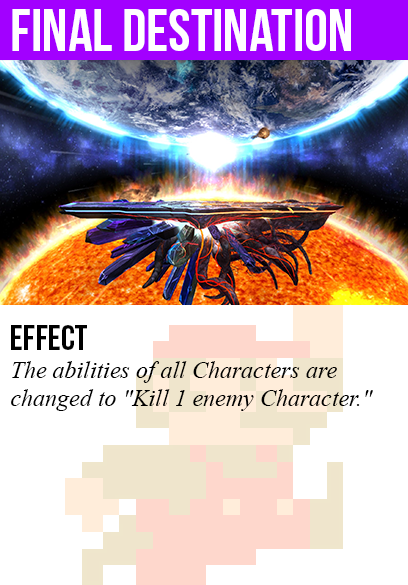 FINAL DESTINATION
EFFECT
The abilities of all Characters are
changed to "Kill 1 enemy Character."